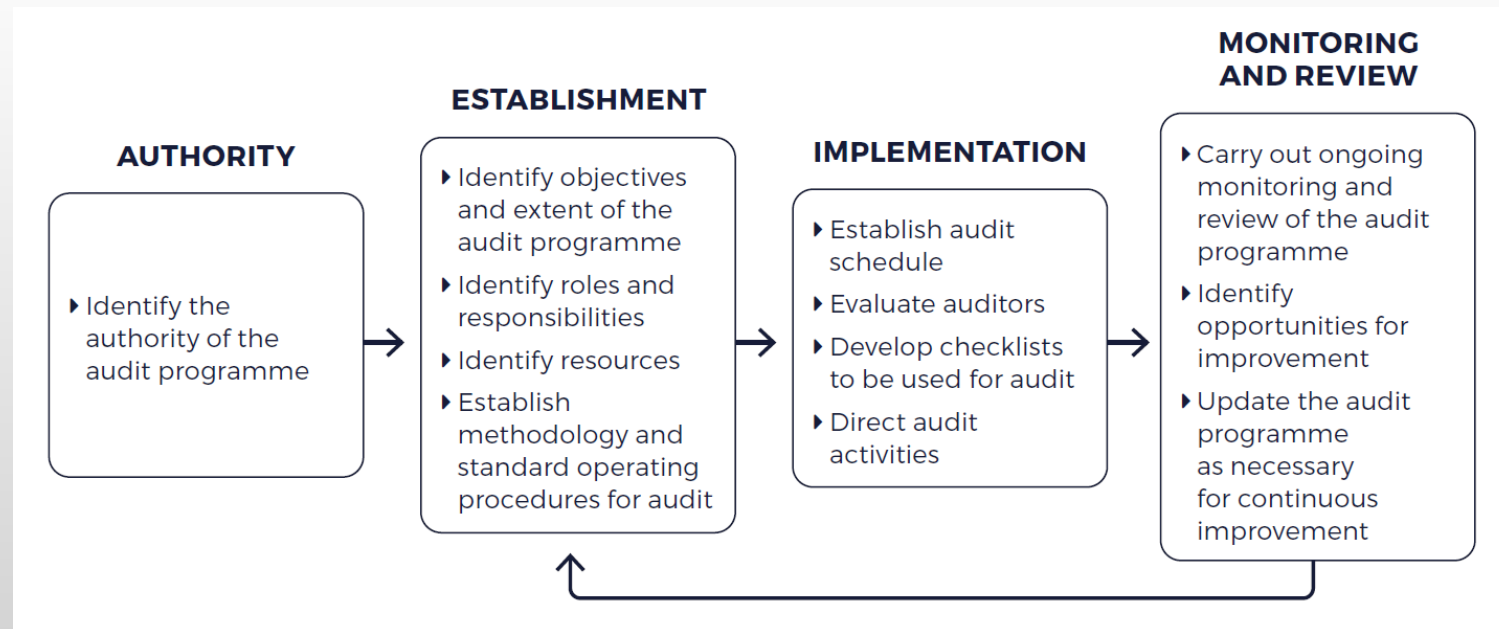 AUTHORITY
▸ Identify the
authority of the
audit programme
ESTABLISHMENT
▸ Identify objectives
and extent of the
audit programme
▸ Identify roles and
responsibilities
▸ Identify resources
▸ Establish
methodology and
standard operating
procedures for audit
IMPLEMENTATION
▸ Establish audit
schedule
▸ Evaluate auditors
▸ Develop checklists
to be used for audit
▸ Direct audit
activities
MONITORING
AND REVIEW
▸ Carry out ongoing
monitoring and
review of the audit
programme
▸ Identify
opportunities for
improvement
▸ Update the audit
programme
as necessary
for continuous
improvement